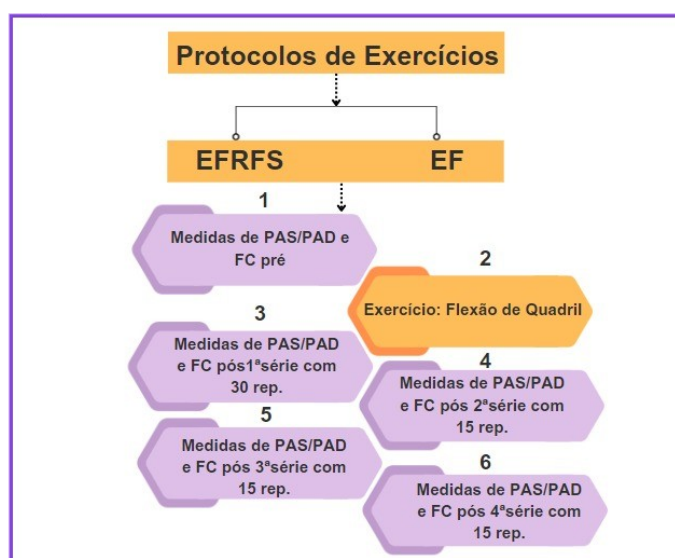 Protocolos de Exercícios
EFRFS EF
1
Medidas de PAS/PAD e
FC pré
2
Exercício: Flexão de Quadril
3
Medidas de PAS/PAD
e FC pós1ªsérie com
30 rep.
4
Medidas de PAS/PAD
e FC pós 2ªsérie com
15 rep.
5
Medidas de PAS/PAD
e FC pós 3ªsérie com
15 rep.
6
Medidas de PAS/PAD
e FC pós 4ªsérie com
15 rep.